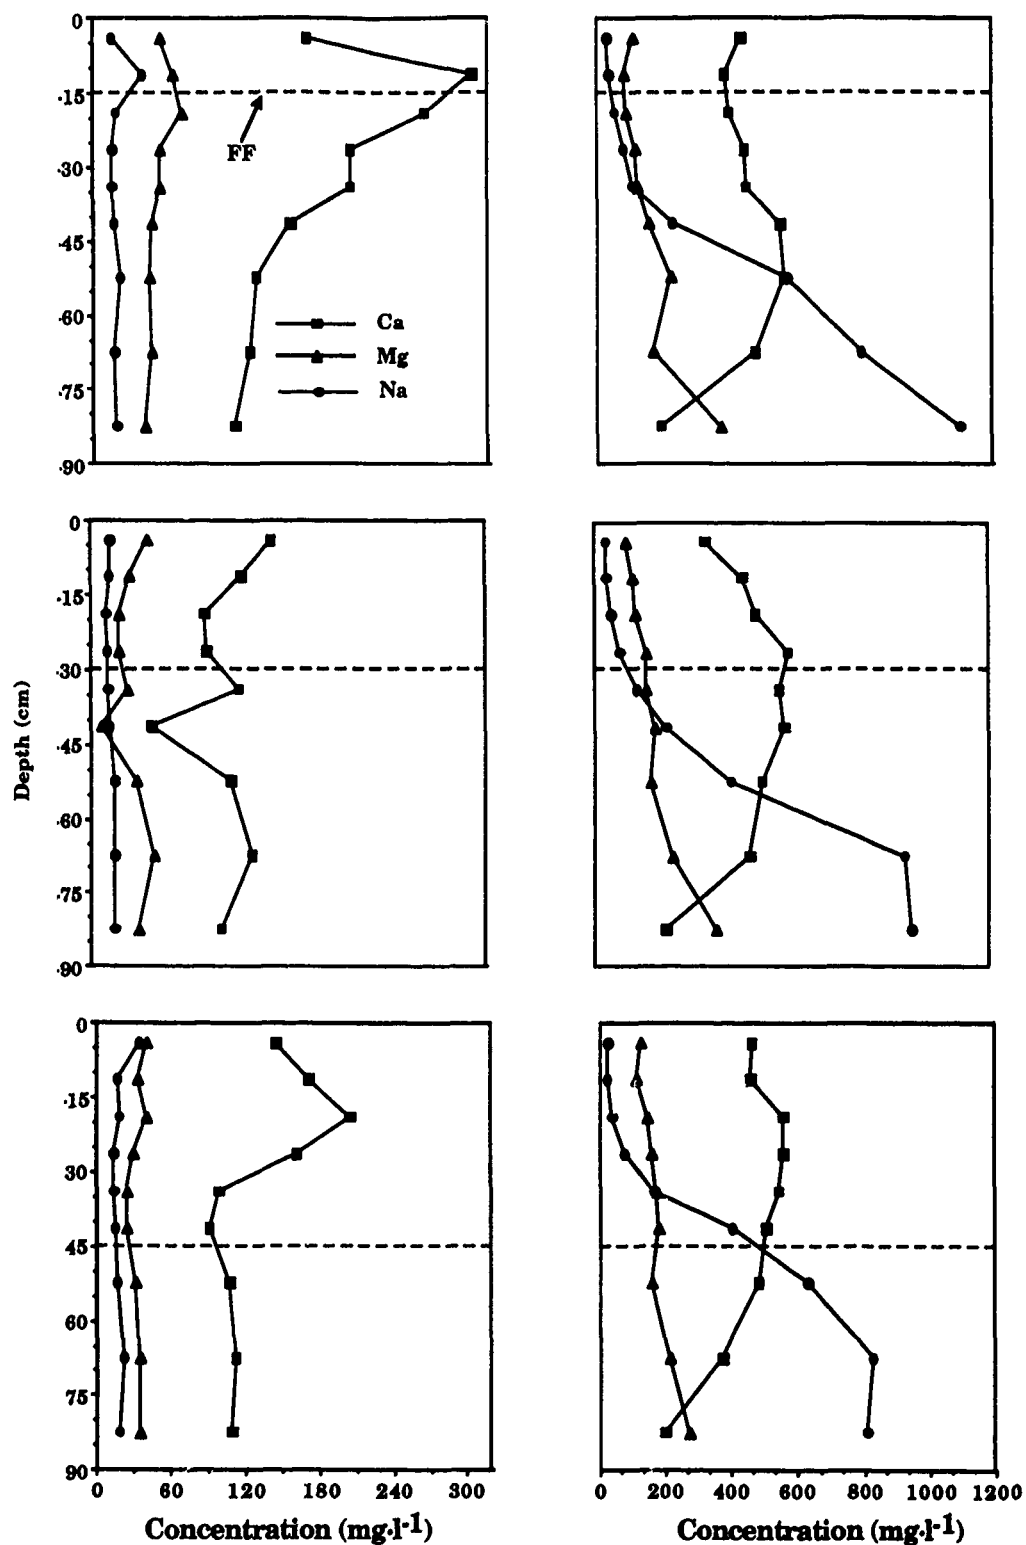 0
.15
.30
.45
.60
.75
.90
FF
Ca
Mg
Na
0
.15
.30
.45
.60
.75
.90
Depth (cm)
0
.15
30
45
60
75
90
0 60 120 180 240 300
0 200 400 600 800 1000 1200
Concentration (mg·l-1)
Concentration (mg·l-1)